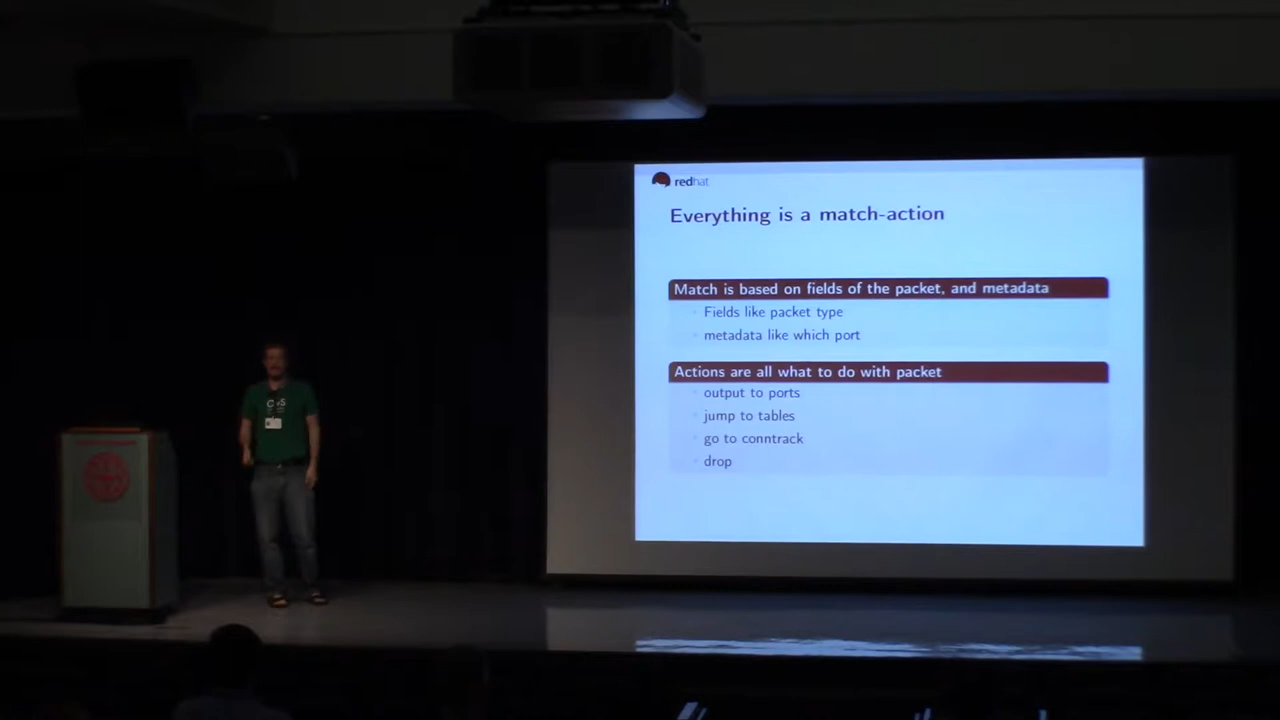 redhat
Everything is a match-action
Match is based on fields of the packet, and metadata
Fields like packet type
metadata like which port
Actions are all what to do with packet
output to ports
jump to tables
go to conntrack
drop